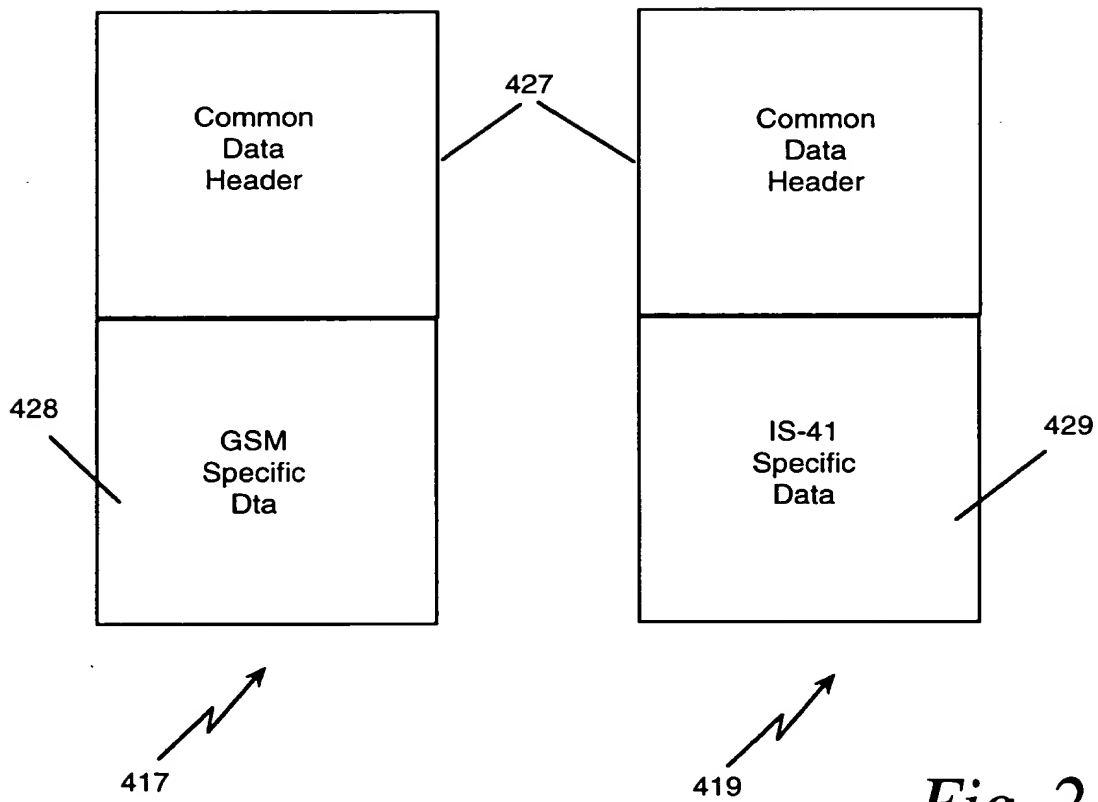 427
Common
Data
Header
Common
Data
Header
428
GSM
Specific
Dta
IS-41
Specific
Data
429
417
419
Fig. 2